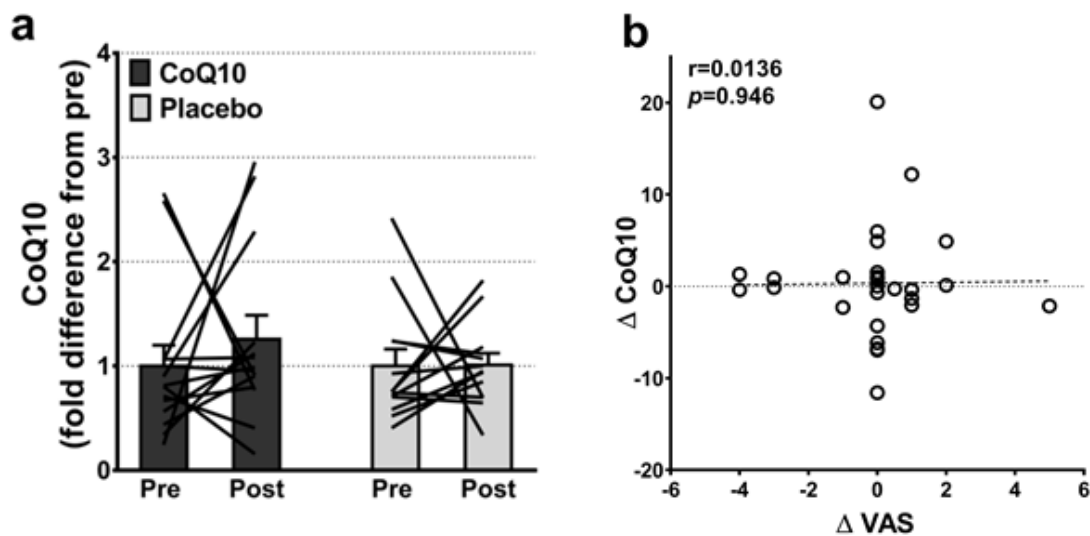 a
CoQ10
Placebo
CoQ10
(fold difference from pre)
4
3
2
1
0
Pre Post Pre Post
b
r=0.0136
p=0.946
Δ CoQ10
20
10
0
-10
-20
-6 -4 -2 0 2 4 6
Δ VAS